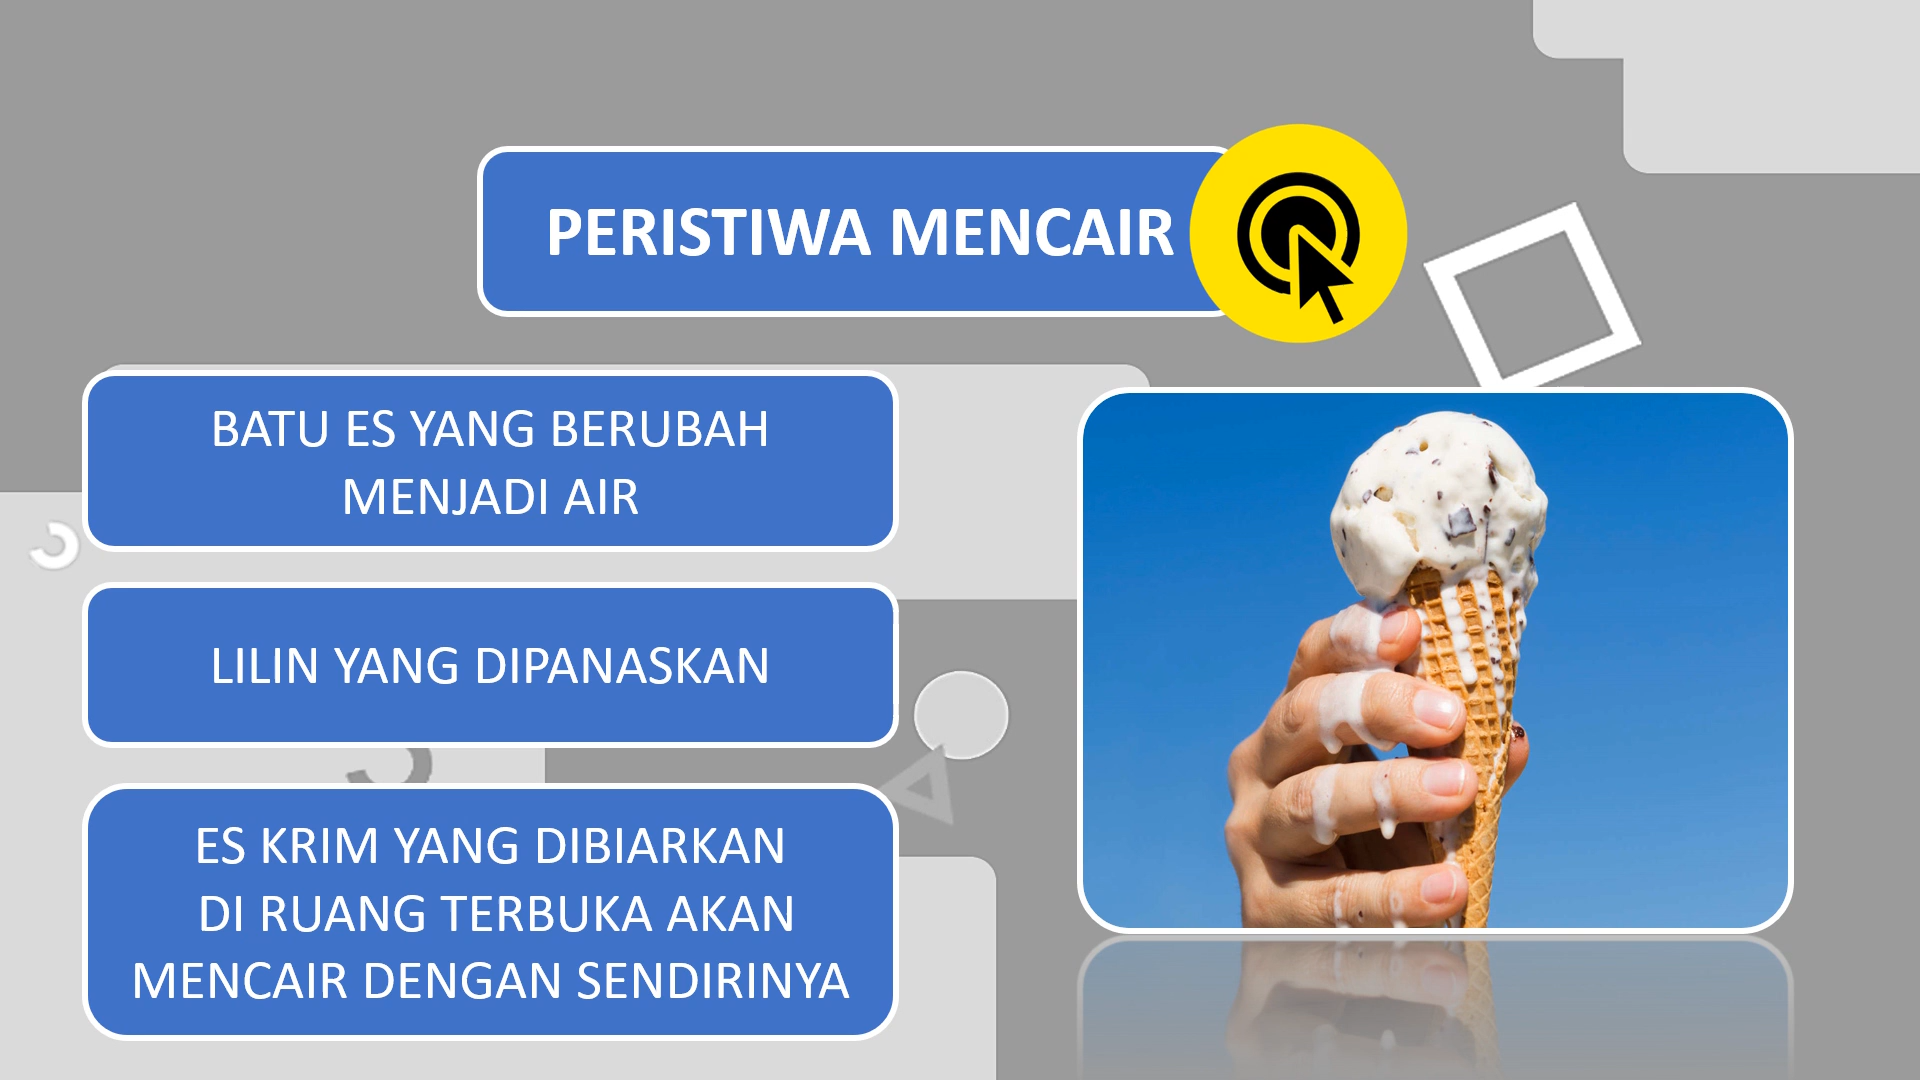 PERISTIWA MENCAIR
BATU ES YANG BERUBAH
MENJADI AIR
LILIN YANG DIPANASKAN
ES KRIM YANG DIBIARKAN
DI RUANG TERBUKA AKAN
MENCAIR DENGAN SENDIRINYA